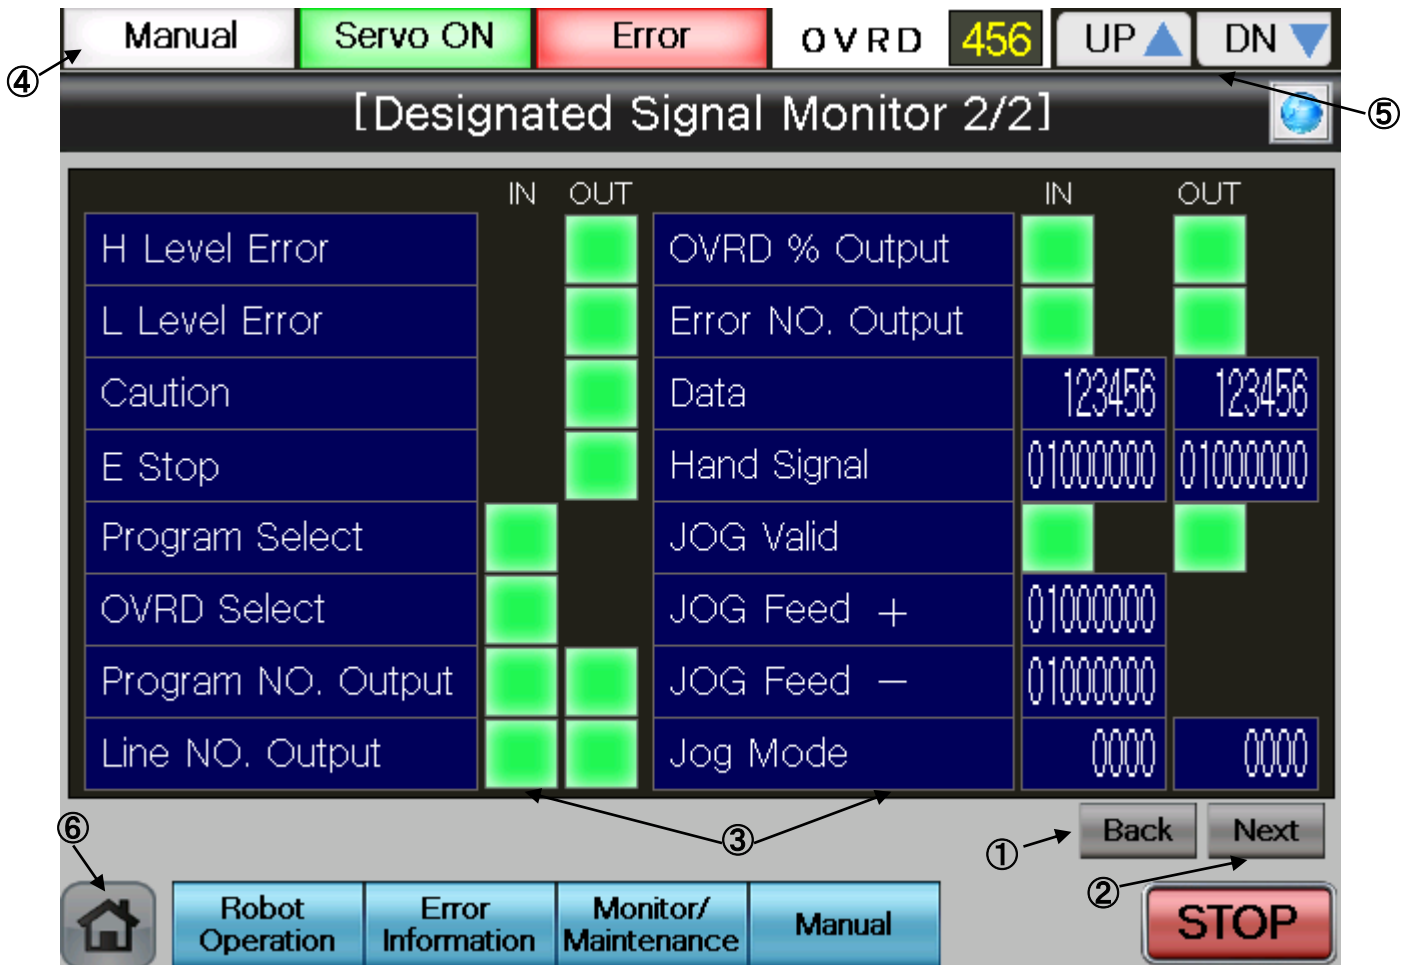 Manual Servo ON Error OVRD 456 UP DN
④
[Designated Signal Monitor 2/2]
⑤
IN OUT IN OUT
H Level Error OVRD % Output
L Level Error Error NO. Output
Caution Data 123456 123456
E Stop Hand Signal 01000000 01000000
Program Select JOG Valid
OVRD Select JOG Feed + 01000000
Program NO. Output JOG Feed - 01000000
Line NO. Output Jog Mode 0000 0000
⑥ ③ ① Back Next
②
Robot Operation Error Information Monitor/ Maintenance Manual STOP